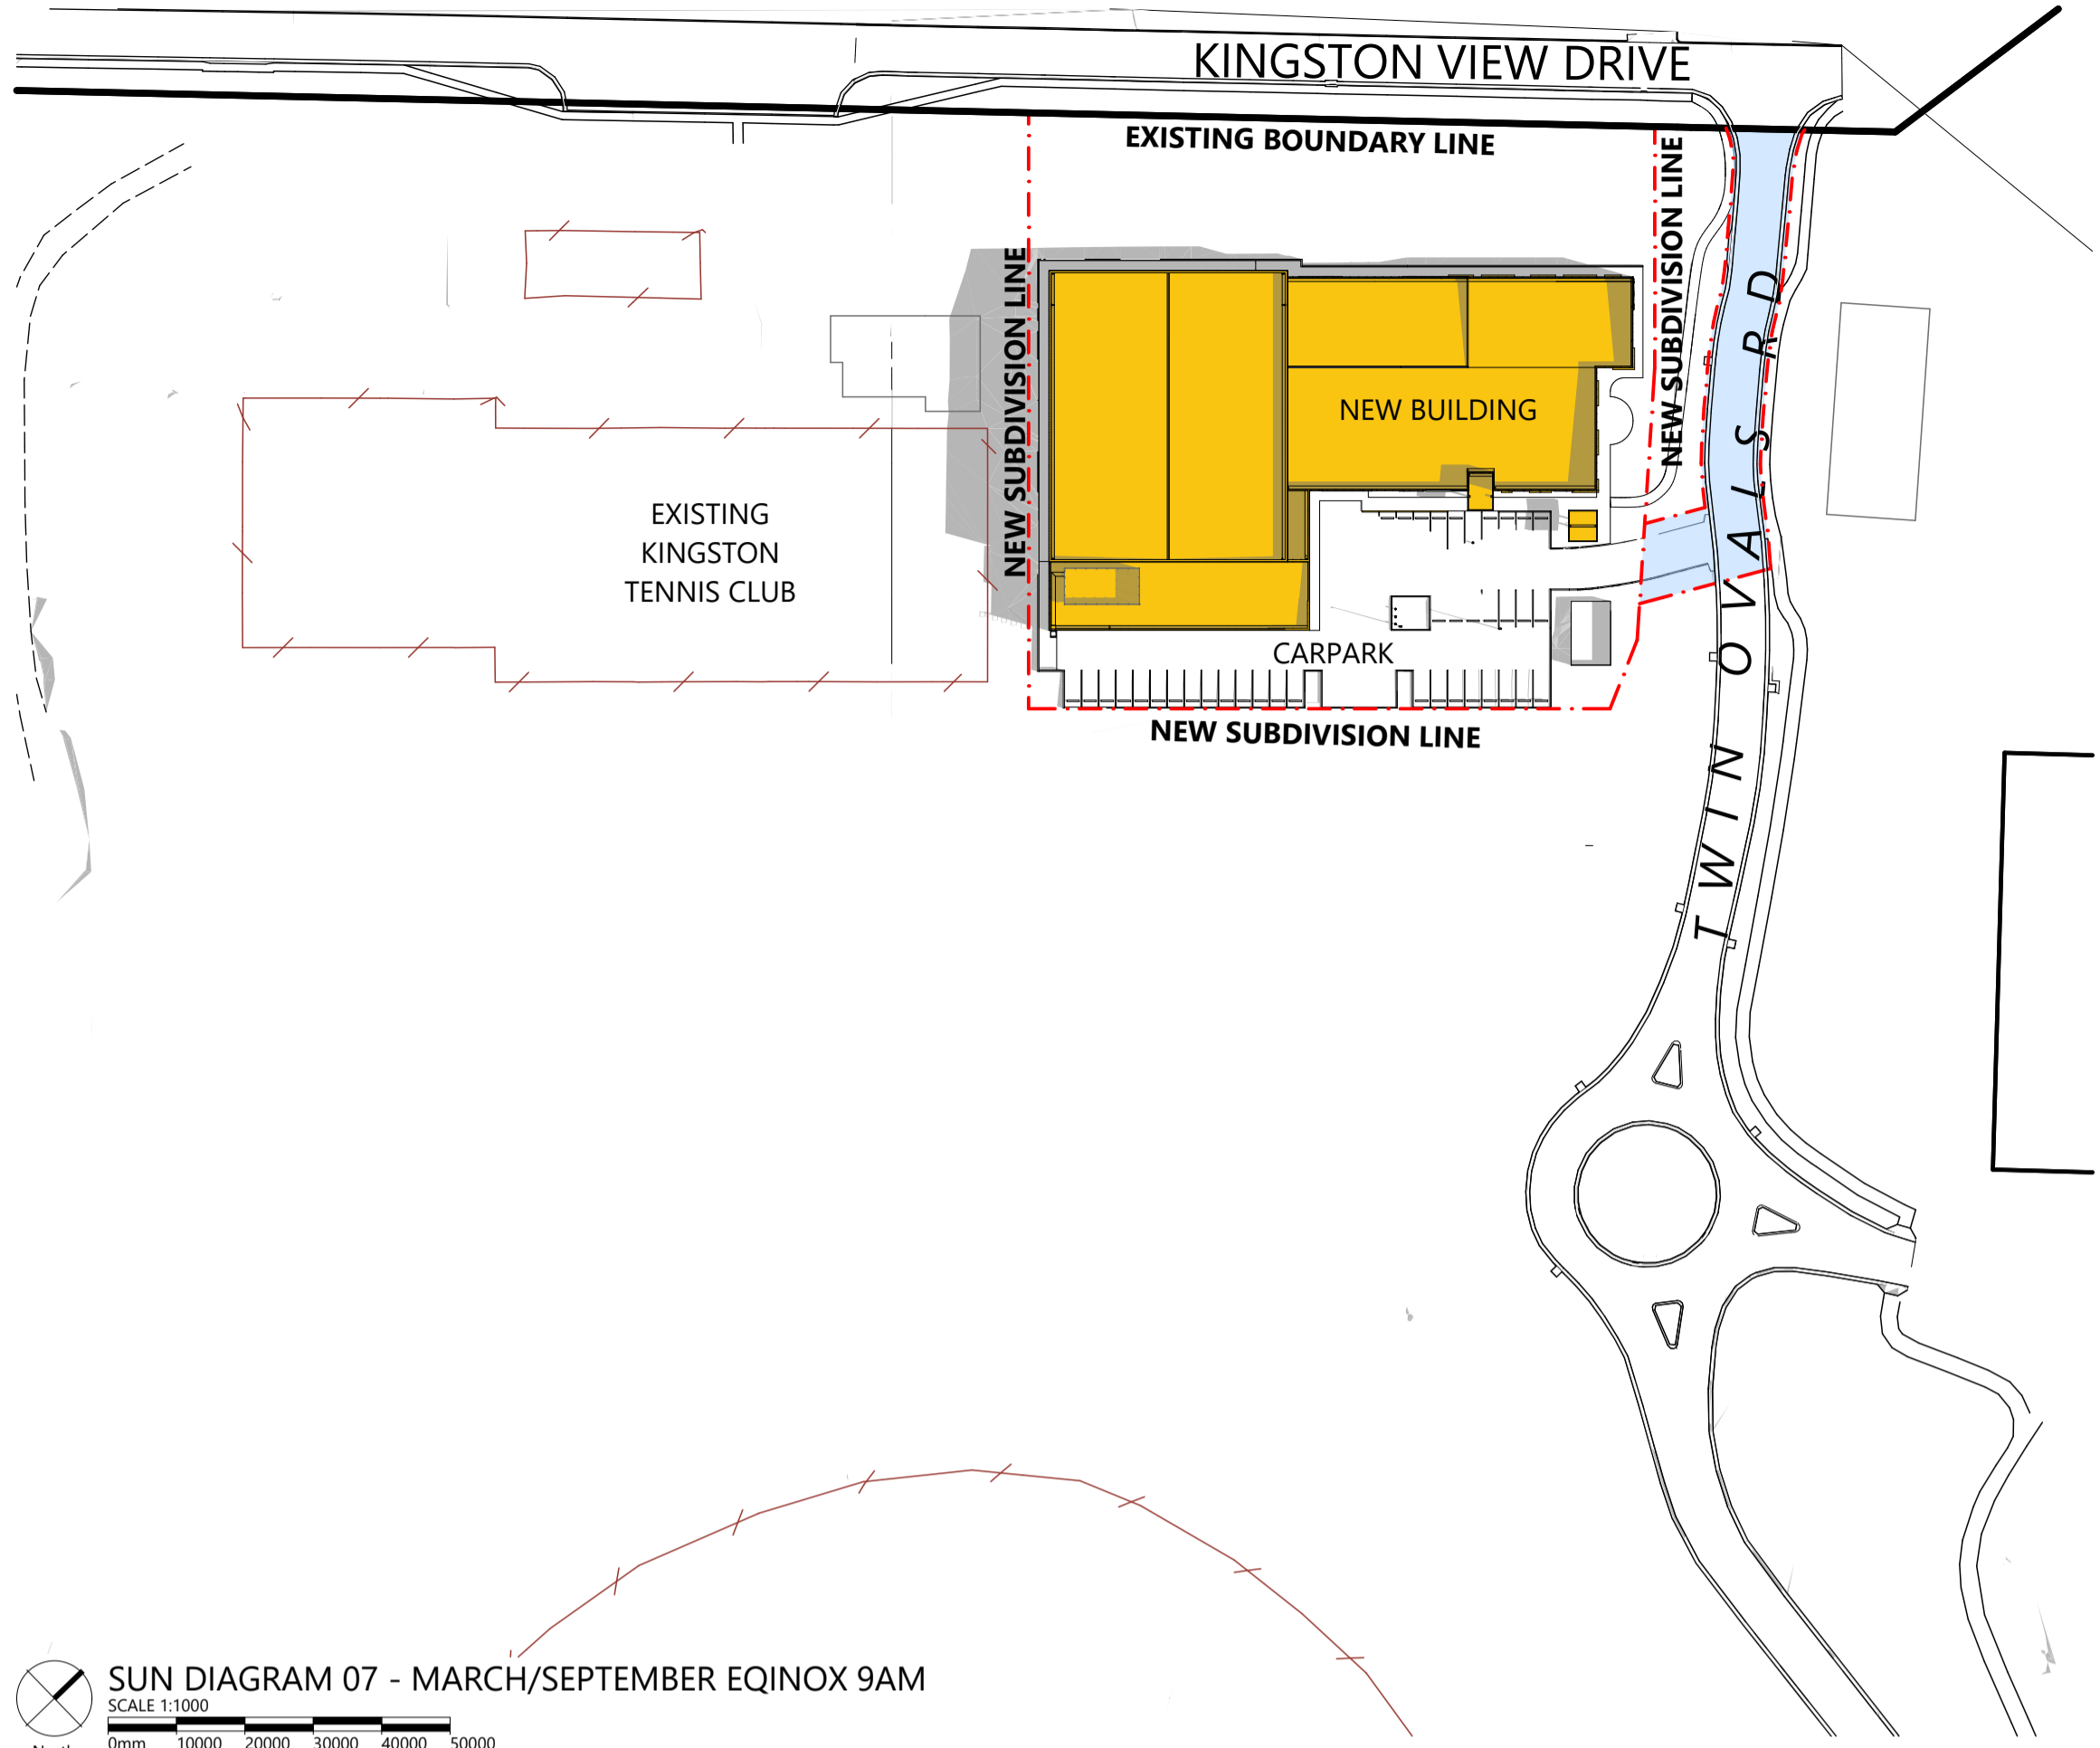 KINGSTON VIEW DRIVE
EXISTING BOUNDARY LINE
NEW SUBDIVISION LINE
NEW SUBDIVISION LINE
TWIN OVALS RD
NEW BUILDING
EXISTING
KINGSTON
TENNIS CLUB
CARPARK
NEW SUBDIVISION LINE
SUN DIAGRAM 07 - MARCH/SEPTEMBER EQINOX 9AM
SCALE 1:1000
0mm 10000 20000 30000 40000 50000